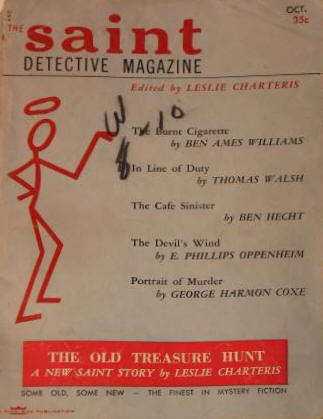 OCT.
35c
THE saint
DETECTIVE MAGAZINE
Edited by LESLIE CHARTERIS
The Burnt Cigarette
by BEN AMES WILLIAMS
In Line of Duty
by THOMAS WALSH
The Cafe Sinister
by BEN HECHT
The Devil's Wind
by E. PHILLIPS OPPENHEIM
Portrait of Murder
by GEORGE HARMON COXE
THE OLD TREASURE HUNT
A NEW SAINT STORY by LESLIE CHARTERIS
SOME OLD, SOME NEW — THE FINEST IN MYSTERY FICTION
PUBLICATION